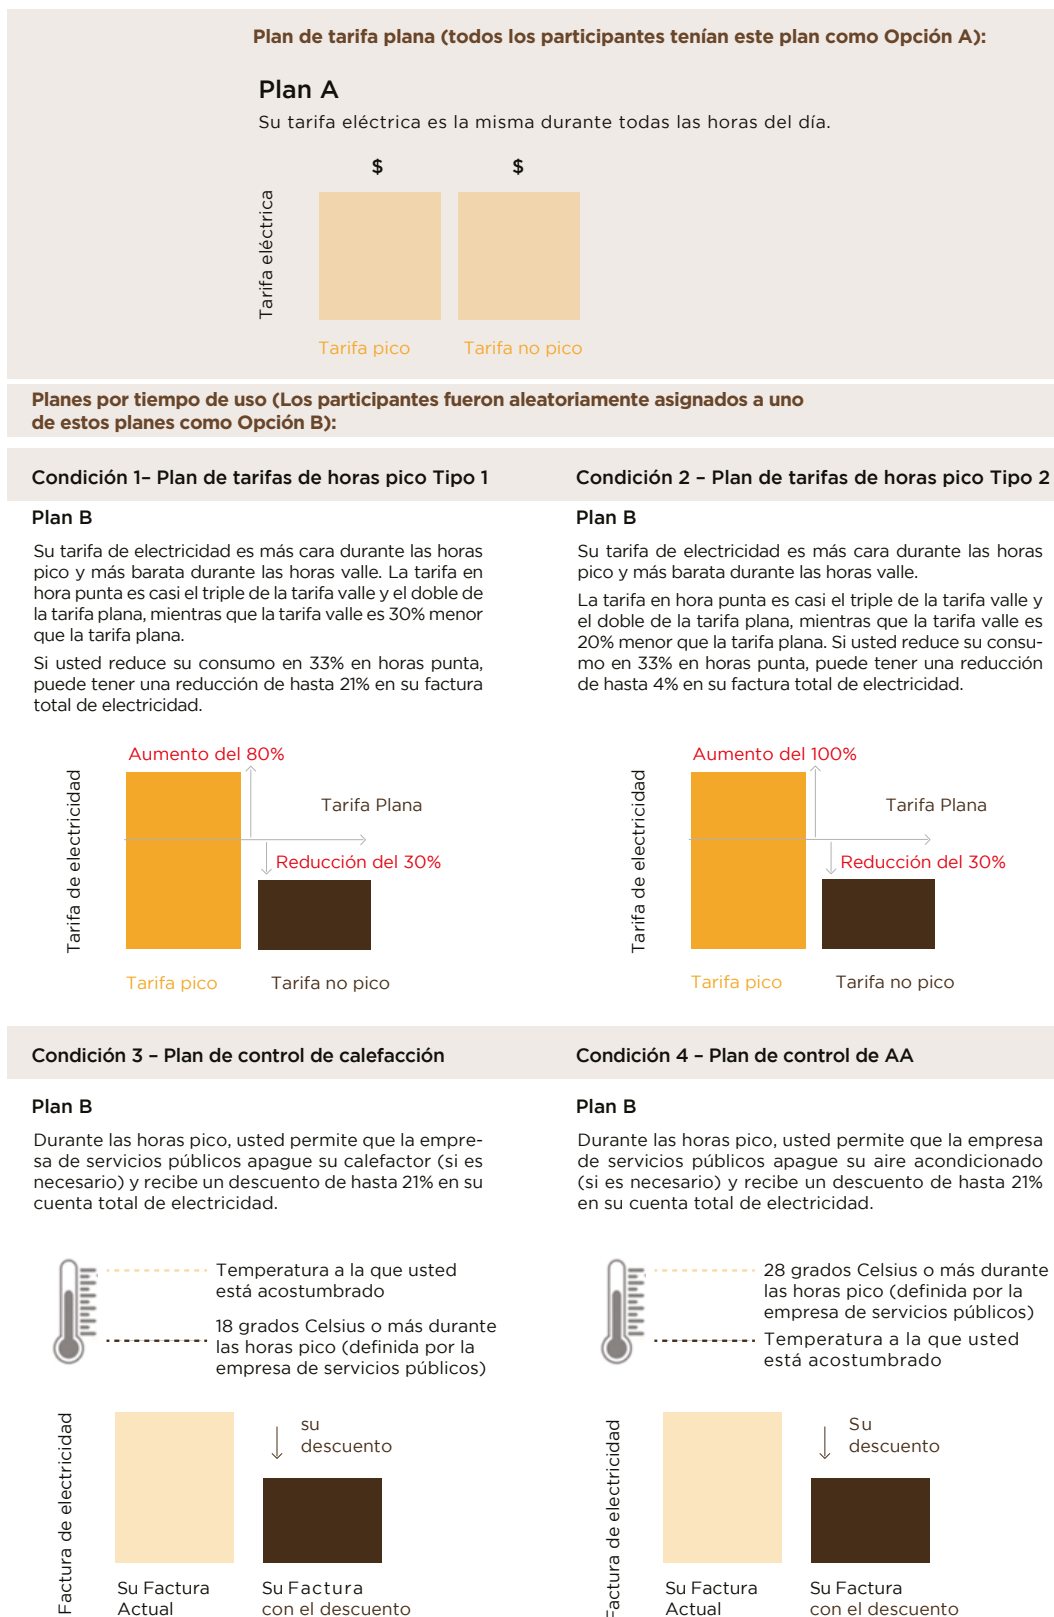 Plan de tarifa plana (todos los participantes tenían este plan como Opción A):
Plan A
Su tarifa eléctrica es la misma durante todas las horas del día.
$ $
Tarifa eléctrica
Tarifa pico Tarifa no pico
Planes por tiempo de uso (Los participantes fueron aleatoriamente asignados a uno
de estos planes como Opción B):
Condición 1– Plan de tarifas de horas pico Tipo 1
Plan B
Su tarifa de electricidad es más cara durante las horas
pico y más barata durante las horas valle. La tarifa en
hora punta es casi el triple de la tarifa valle y el doble de
la tarifa plana, mientras que la tarifa valle es 30% menor
que la tarifa plana.
Si usted reduce su consumo en 33% en horas punta,
puede tener una reducción de hasta 21% en su factura
total de electricidad.
Aumento del 80%
Tarifa de electricidad
Tarifa Plana
Reducción del 30%
Tarifa pico Tarifa no pico
Condición 2 – Plan de tarifas de horas pico Tipo 2
Plan B
Su tarifa de electricidad es más cara durante las horas
pico y más barata durante las horas valle.
La tarifa en hora punta es casi el triple de la tarifa valle y
el doble de la tarifa plana, mientras que la tarifa valle es
20% menor que la tarifa plana. Si usted reduce su consu-
mo en 33% en horas punta, puede tener una reducción
de hasta 4% en su factura total de electricidad.
Aumento del 100%
Tarifa de electricidad
Tarifa Plana
Reducción del 30%
Tarifa pico Tarifa no pico
Condición 3 – Plan de control de calefacción
Plan B
Durante las horas pico, usted permite que la empre-
sa de servicios públicos apague su calefactor (si es
necesario) y recibe un descuento de hasta 21% en su
cuenta total de electricidad.
Temperatura a la que usted
está acostumbrado
18 grados Celsius o más durante
las horas pico (definida por la
empresa de servicios públicos)
Factura de electricidad
su
descuento
Su Factura
Actual
Su Factura
con el descuento
Condición 4 – Plan de control de AA
Plan B
Durante las horas pico, usted permite que la empresa
de servicios públicos apague su aire acondicionado
(si es necesario) y recibe un descuento de hasta 21%
en su cuenta total de electricidad.
28 grados Celsius o más durante
las horas pico (definida por la
empresa de servicios públicos)
Temperatura a la que usted
está acostumbrado
Factura de electricidad
Su
descuento
Su Factura
Actual
Su Factura
con el descuento